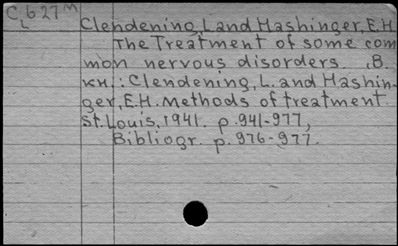 C627M Clendening, L and Hashinger, E.H.
L The Treatment of some com
mon nervous disorders. (В.
кн.: Clendening, L. and Hashin-
ger, E.H. Methods of treatment.
St. Louis, 1941. p. 941-977,
Bibliogr. p. 976-977.